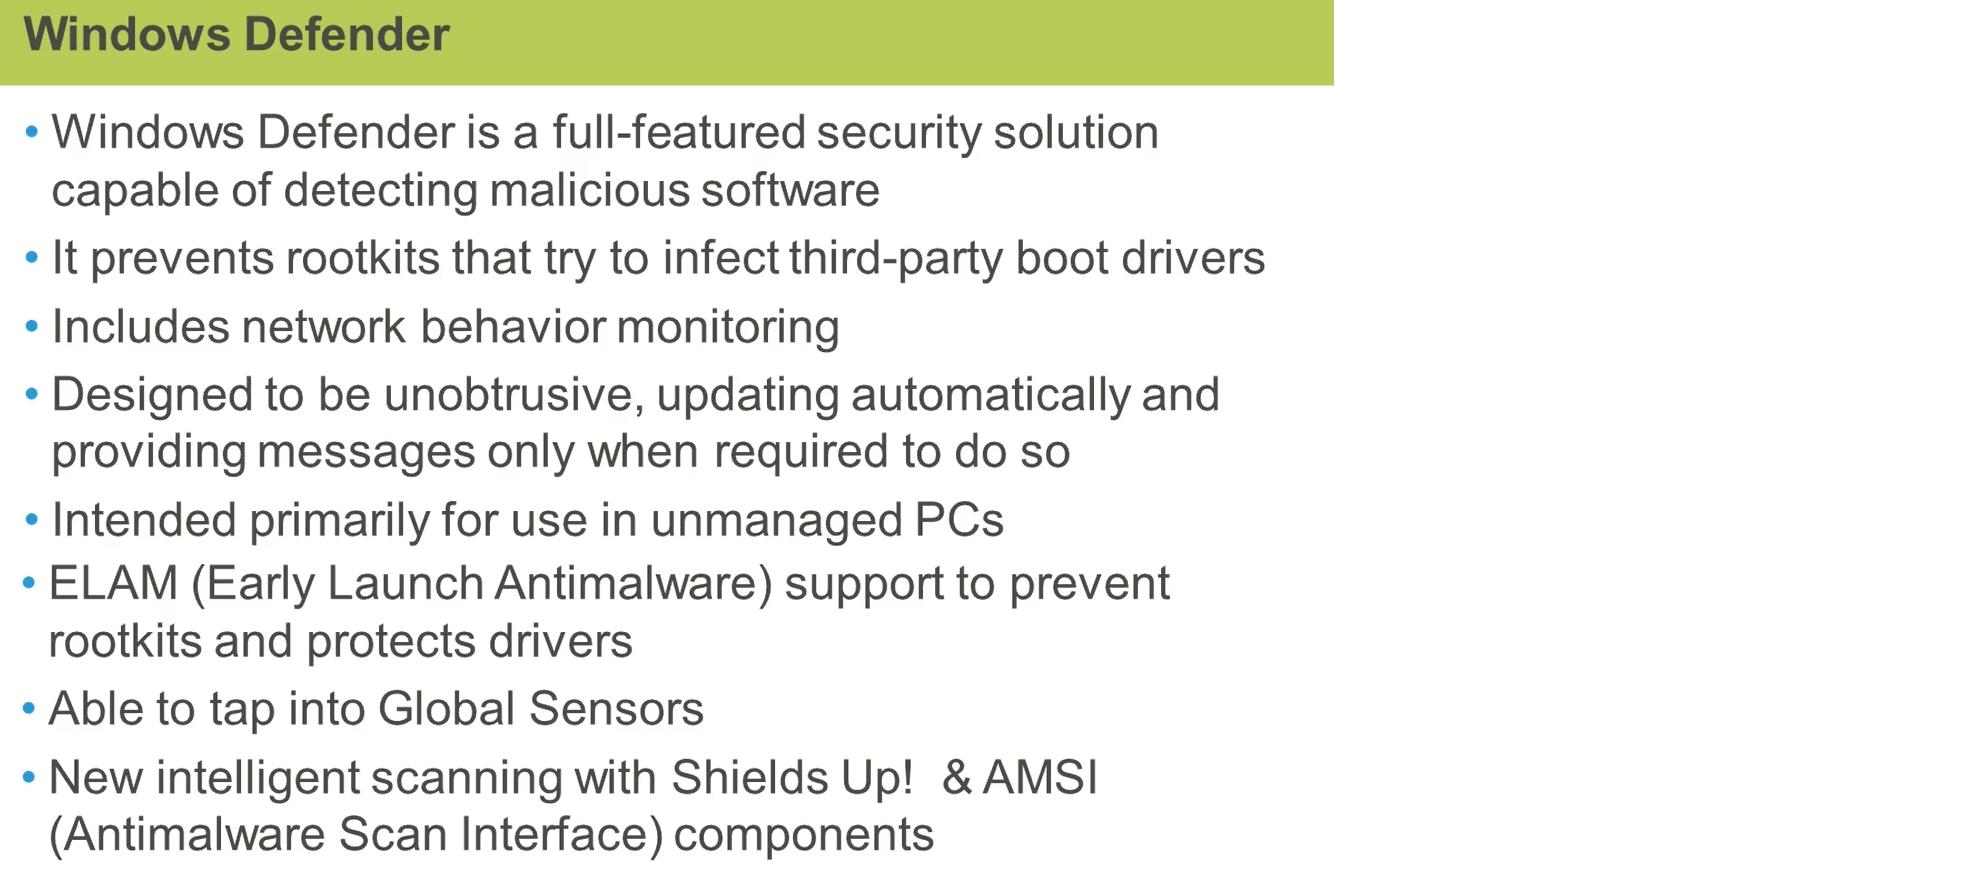 Windows Defender
• Windows Defender is a full-featured security solution
capable of detecting malicious software
• It prevents rootkits that try to infect third-party boot drivers
• Includes network behavior monitoring
• Designed to be unobtrusive, updating automatically and
providing messages only when required to do so
• Intended primarily for use in unmanaged PCs
• ELAM (Early Launch Antimalware) support to prevent
rootkits and protects drivers
• Able to tap into Global Sensors
• New intelligent scanning with Shields Up!  & AMSI
(Antimalware Scan Interface) components